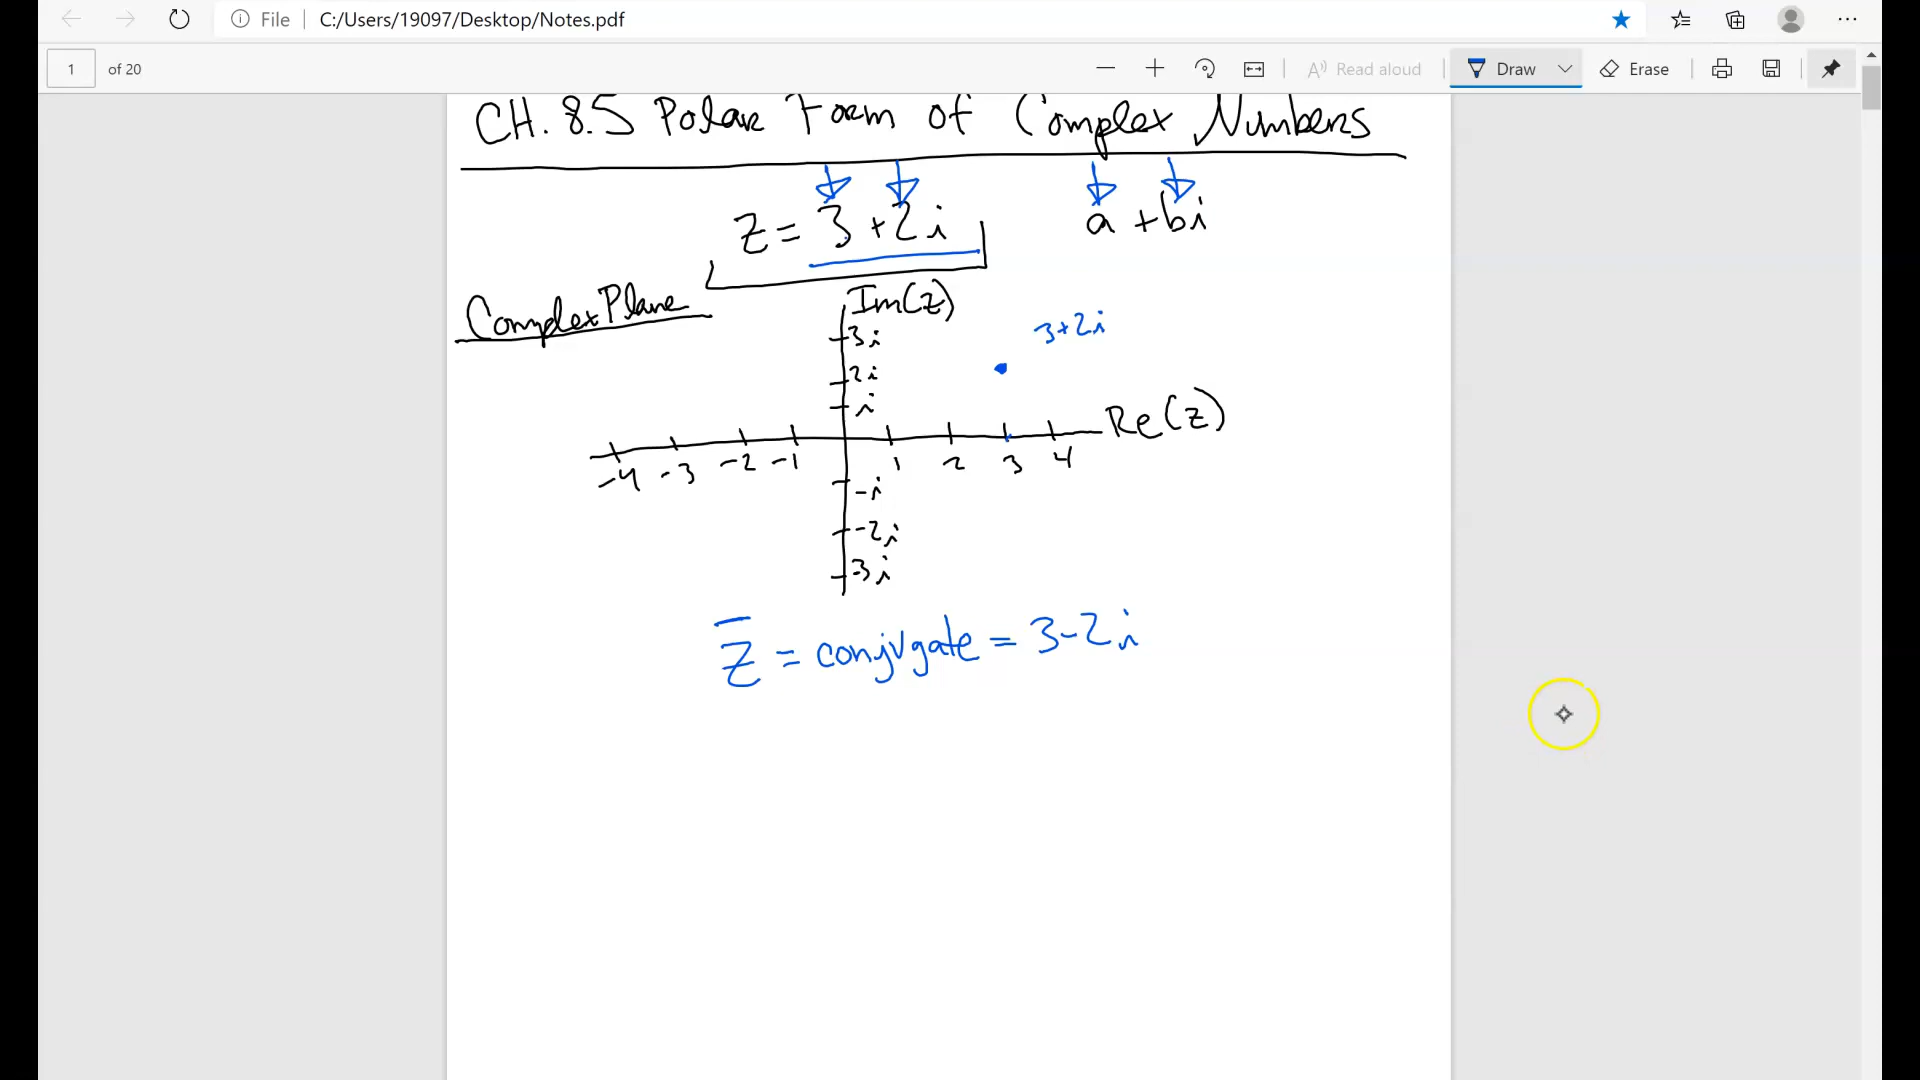 File C:/Users/19097/Desktop/Notes.pdf
1 of 20 Read aloud Draw Erase
CH. 8.5 Polar Form of Complex Numbers
z = 3 + 2i a + bi
Complex Plane
Im(z)
3i
3+2i
2i
i
Re(z)
-4 -3 -2 -1 1 2 3 4
-i
-2i
-3i
z̅ = conjugate = 3-2i